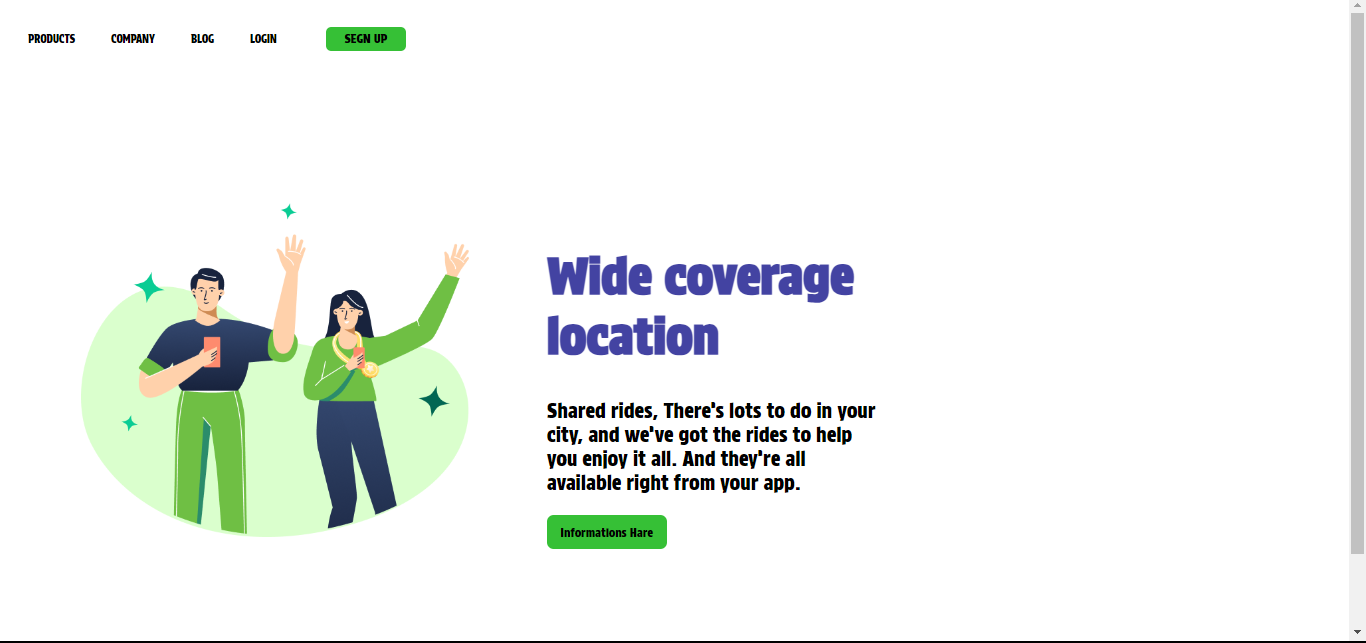 PRODUCTS COMPANY BLOG LOGIN SEGN UP
Wide coverage
location
Shared rides, There's lots to do in your
city, and we've got the rides to help
you enjoy it all. And they're all
available right from your app.
Informations Hare